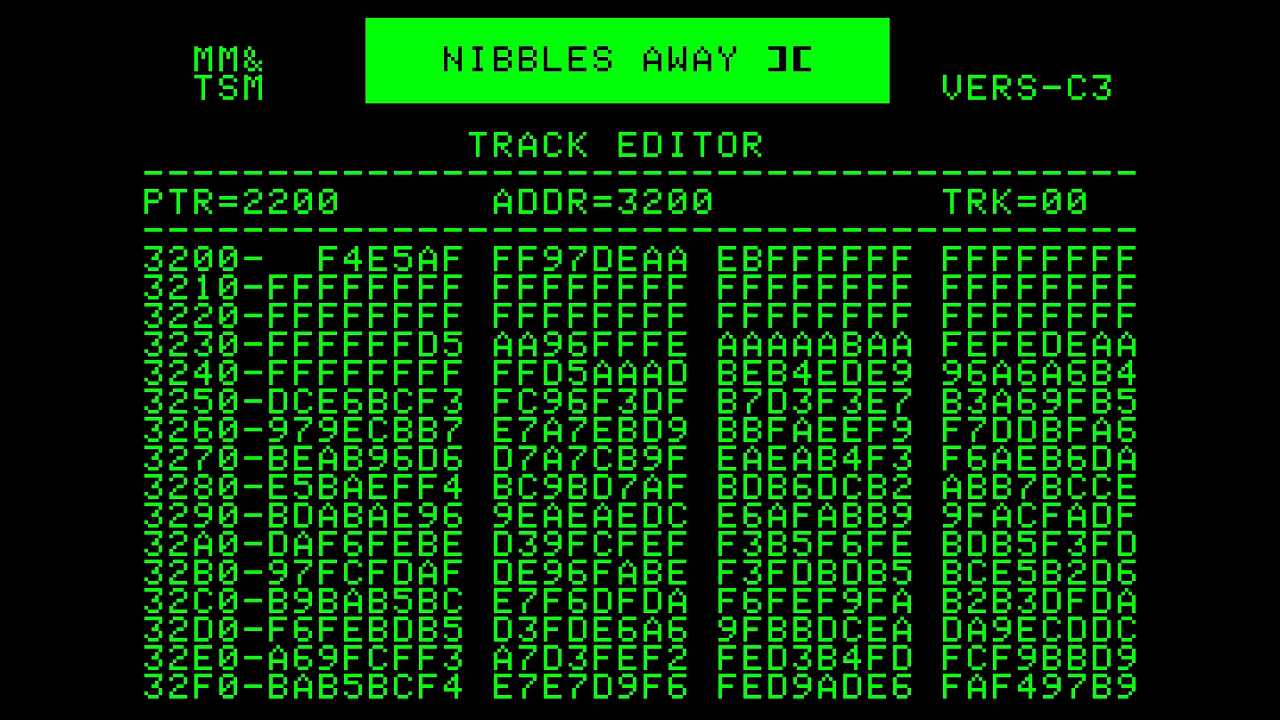 MM& NIBBLES AWAY ][
TSM VERS-C3
TRACK EDITOR
-----------------------------------------
PTR=2200 ADDR=3200 TRK=00
-----------------------------------------
3200-  F4E5AF FF97DEAA EBFFFFFF FFFFFFFF
3210-FFFFFFFF FFFFFFFF FFFFFFFF FFFFFFFF
3220-FFFFFFFF FFFFFFFF FFFFFFFF FFFFFFFF
3230-FFFFFFD5 AA96FFFE AAAAABAA FEFEDEAA
3240-FFFFFFFF FFD5AAAD BEB4EDE9 96A6A6B4
3250-DCE6BCF3 FC96F3DF B7D3F3E7 B3A69FB5
3260-979ECBB7 E7A7EBD9 BBFAEEF9 F7DDBFA6
3270-BEAB96D6 D7A7CB9F EAEAB4F3 F6AEB6DA
3280-E5BAEFF4 BC9BD7AF BDB6DCB2 ABB7BCCE
3290-BDABAE96 9EAEAEDC E6AFABB9 9FACFADF
32A0-DAF6FEBE D39FCFEF F3B5F6FE BDB5F3FD
32B0-97FCFDAF DE96FABE F3FDBDB5 BCE5B2D6
32C0-B9BAB5BC E7F6DFDA F6FEF9FA B2B3DFDA
32D0-F6FEBDB5 D3FDE6A6 9FBBDCEA DA9ECDDC
32E0-A69FCFF3 A7D3FEF2 FED3B4FD FCF9BBD9
32F0-BAB5BCF4 E7E7D9F6 FED9ADE6 FAF497B9